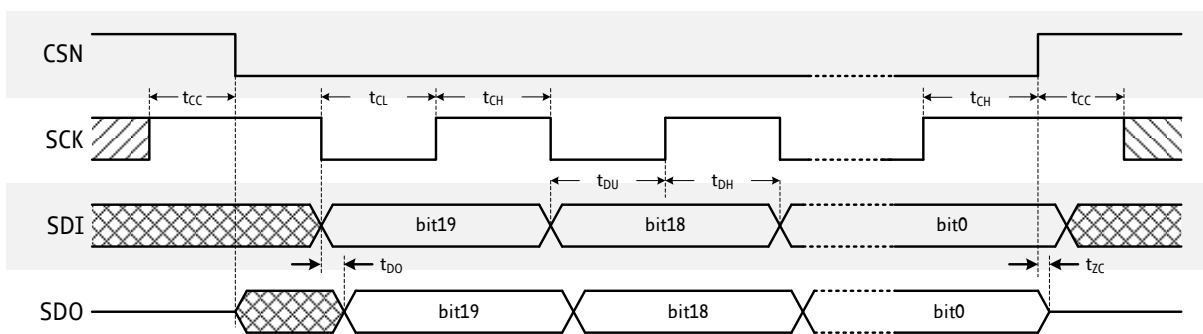 CSN
tCC tCL tCH tCH tCC
SCK
tDU tDH
SDI bit19 bit18 bit0
tDO tZC
SDO bit19 bit18 bit0